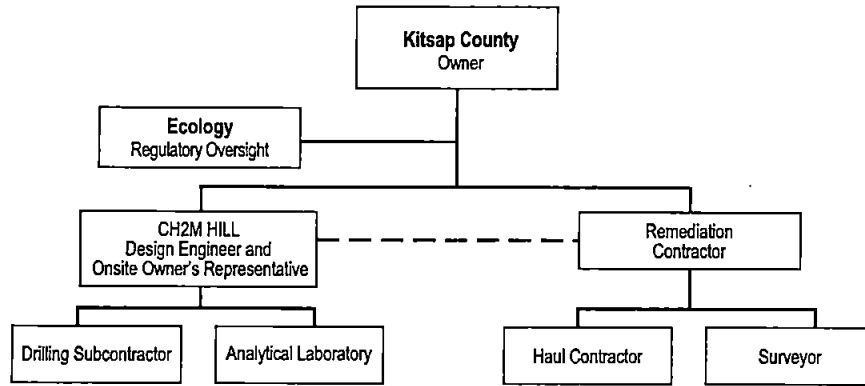 Kitsap County
Owner
Ecology
Regulatory Oversight
CH2M HILL
Design Engineer and
Onsite Owner's Representative
Remediation
Contractor
Drilling Subcontractor
Analytical Laboratory
Haul Contractor
Surveyor